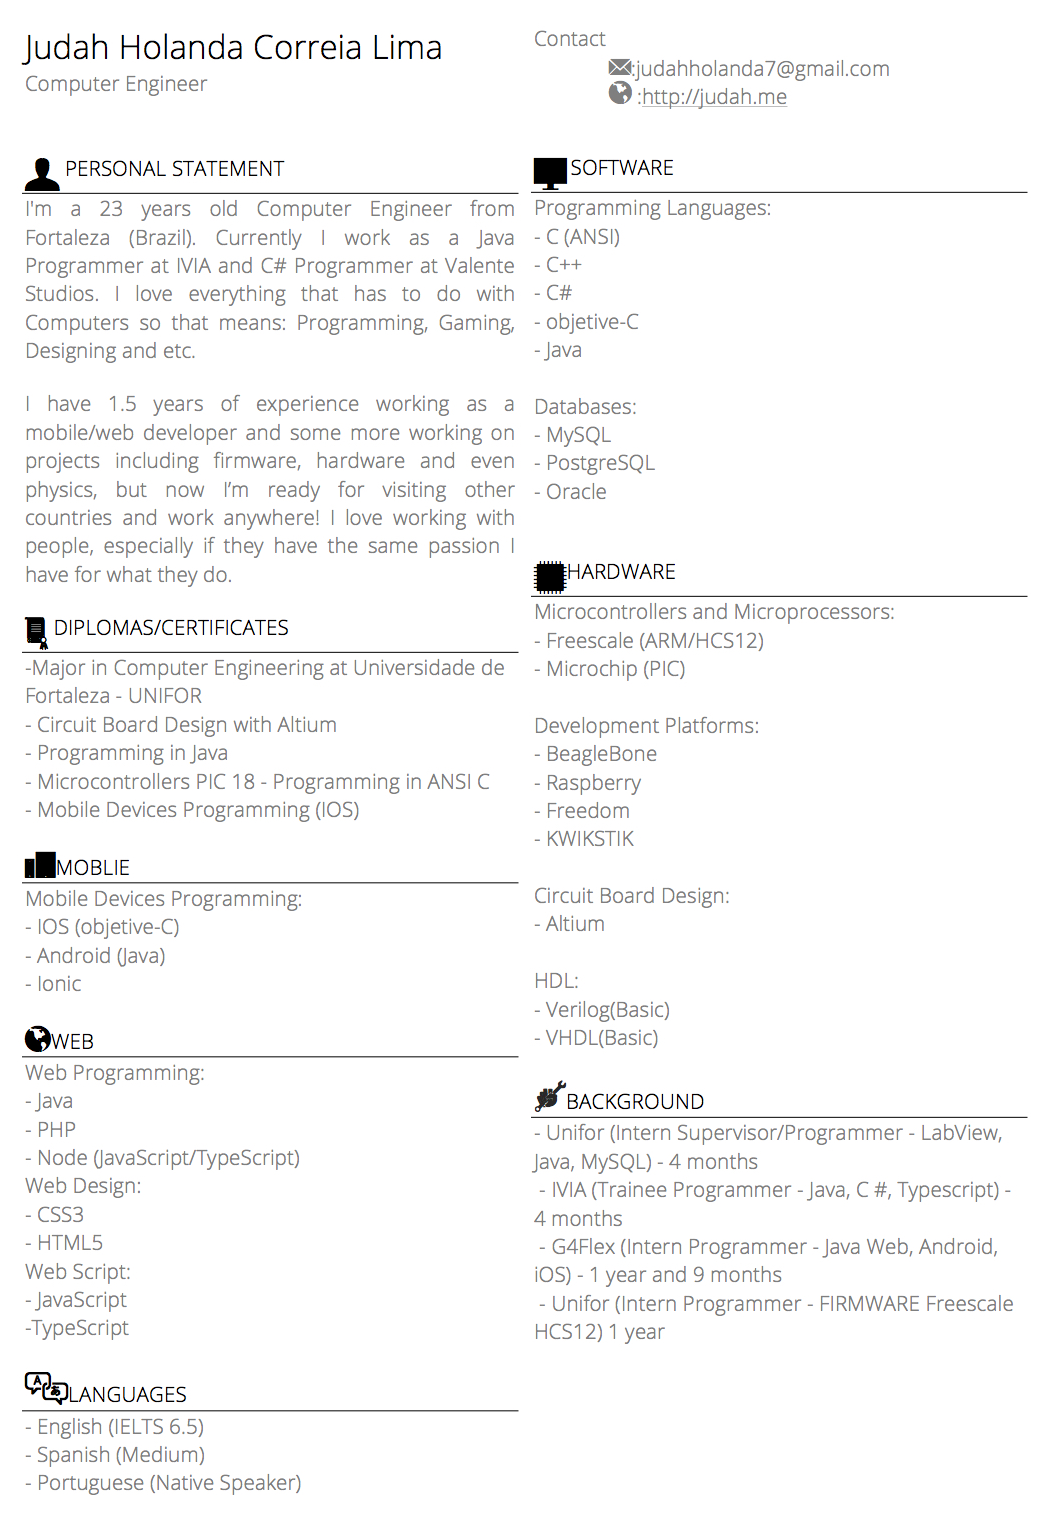 Judah Holanda Correia Lima
Computer Engineer
Contact
:judahholanda7@gmail.com
:http://judah.me
PERSONAL STATEMENT
I'm a 23 years old Computer Engineer from
Fortaleza (Brazil). Currently I work as a Java
Programmer at IVIA and C# Programmer at Valente
Studios. I love everything that has to do with
Computers so that means: Programming, Gaming,
Designing and etc.
I have 1.5 years of experience working as a
mobile/web developer and some more working on
projects including firmware, hardware and even
physics, but now I’m ready for visiting other
countries and work anywhere! I love working with
people, especially if they have the same passion I
have for what they do.
DIPLOMAS/CERTIFICATES
-Major in Computer Engineering at Universidade de
Fortaleza - UNIFOR
- Circuit Board Design with Altium
- Programming in Java
- Microcontrollers PIC 18 - Programming in ANSI C
- Mobile Devices Programming (IOS)
MOBLIE
Mobile Devices Programming:
- IOS (objetive-C)
- Android (Java)
- Ionic
WEB
Web Programming:
- Java
- PHP
- Node (JavaScript/TypeScript)
Web Design:
- CSS3
- HTML5
Web Script:
- JavaScript
-TypeScript
LANGUAGES
- English (IELTS 6.5)
- Spanish (Medium)
- Portuguese (Native Speaker)
SOFTWARE
Programming Languages:
- C (ANSI)
- C++
- C#
- objetive-C
- Java
Databases:
- MySQL
- PostgreSQL
- Oracle
HARDWARE
Microcontrollers and Microprocessors:
- Freescale (ARM/HCS12)
- Microchip (PIC)
Development Platforms:
- BeagleBone
- Raspberry
- Freedom
- KWIKSTIK
Circuit Board Design:
- Altium
HDL:
- Verilog(Basic)
- VHDL(Basic)
BACKGROUND
- Unifor (Intern Supervisor/Programmer - LabView,
Java, MySQL) - 4 months
- IVIA (Trainee Programmer - Java, C #, Typescript) -
4 months
- G4Flex (Intern Programmer - Java Web, Android,
iOS) - 1 year and 9 months
- Unifor (Intern Programmer - FIRMWARE Freescale
HCS12) 1 year